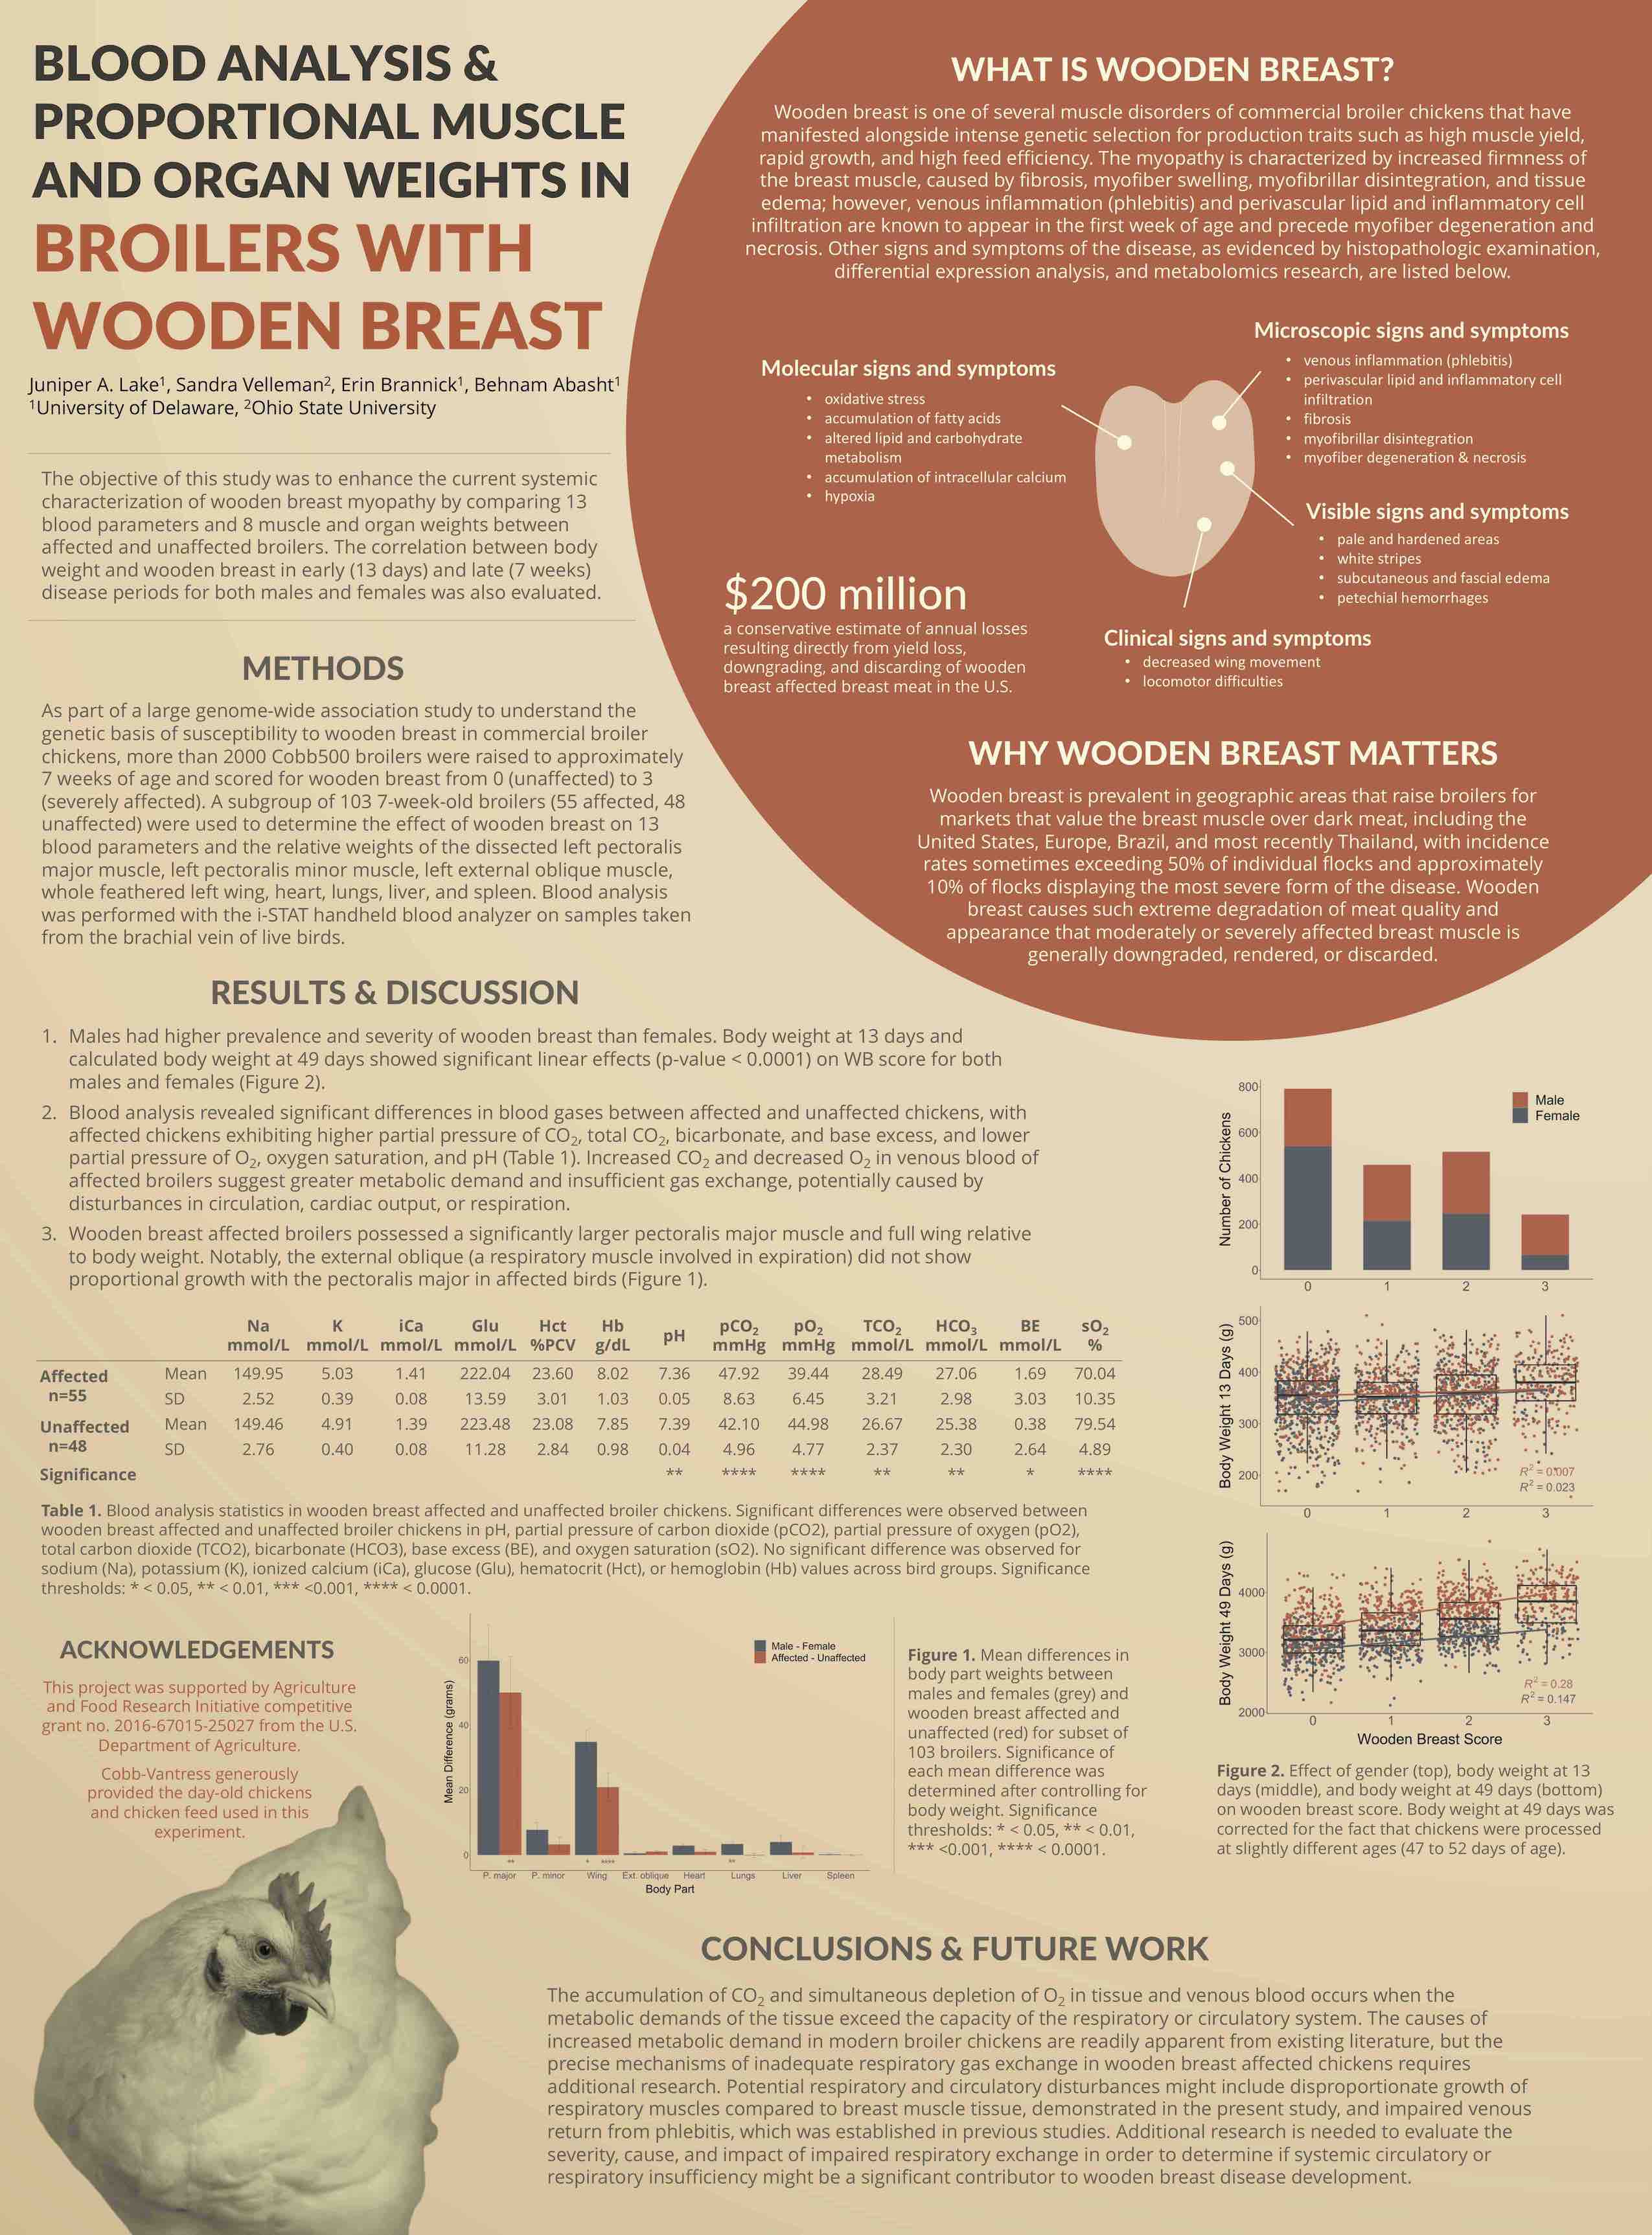 BLOOD ANALYSIS &
PROPORTIONAL MUSCLE
AND ORGAN WEIGHTS IN
BROILERS WITH
WOODEN BREAST
Juniper A. Lake¹, Sandra Velleman², Erin Brannick¹, Behnam Abasht¹
¹University of Delaware, ²Ohio State University
The objective of this study was to enhance the current systemic
characterization of wooden breast myopathy by comparing 13
blood parameters and 8 muscle and organ weights between
affected and unaffected broilers. The correlation between body
weight and wooden breast in early (13 days) and late (7 weeks)
disease periods for both males and females was also evaluated.
WHAT IS WOODEN BREAST?
Wooden breast is one of several muscle disorders of commercial broiler chickens that have
manifested alongside intense genetic selection for production traits such as high muscle yield,
rapid growth, and high feed efficiency. The myopathy is characterized by increased firmness of
the breast muscle, caused by fibrosis, myofiber swelling, myofibrillar disintegration, and tissue
edema; however, venous inflammation (phlebitis) and perivascular lipid and inflammatory cell
infiltration are known to appear in the first week of age and precede myofiber degeneration and
necrosis. Other signs and symptoms of the disease, as evidenced by histopathologic examination,
differential expression analysis, and metabolomics research, are listed below.
Molecular signs and symptoms
• oxidative stress
• accumulation of fatty acids
• altered lipid and carbohydrate
metabolism
• accumulation of intracellular calcium
• hypoxia
Microscopic signs and symptoms
• venous inflammation (phlebitis)
• perivascular lipid and inflammatory cell
infiltration
• fibrosis
• myofibrillar disintegration
• myofiber degeneration & necrosis
Visible signs and symptoms
• pale and hardened areas
• white stripes
• subcutaneous and fascial edema
• petechial hemorrhages
Clinical signs and symptoms
• decreased wing movement
• locomotor difficulties
$200 million
a conservative estimate of annual losses
resulting directly from yield loss,
downgrading, and discarding of wooden
breast affected breast meat in the U.S.
WHY WOODEN BREAST MATTERS
Wooden breast is prevalent in geographic areas that raise broilers for
markets that value the breast muscle over dark meat, including the
United States, Europe, Brazil, and most recently Thailand, with incidence
rates sometimes exceeding 50% of individual flocks and approximately
10% of flocks displaying the most severe form of the disease. Wooden
breast causes such extreme degradation of meat quality and
appearance that moderately or severely affected breast muscle is
generally downgraded, rendered, or discarded.
METHODS
As part of a large genome-wide association study to understand the
genetic basis of susceptibility to wooden breast in commercial broiler
chickens, more than 2000 Cobb500 broilers were raised to approximately
7 weeks of age and scored for wooden breast from 0 (unaffected) to 3
(severely affected). A subgroup of 103 7-week-old broilers (55 affected, 48
unaffected) were used to determine the effect of wooden breast on 13
blood parameters and the relative weights of the dissected left pectoralis
major muscle, left pectoralis minor muscle, left external oblique muscle,
whole feathered left wing, heart, lungs, liver, and spleen. Blood analysis
was performed with the i-STAT handheld blood analyzer on samples taken
from the brachial vein of live birds.
RESULTS & DISCUSSION
1. Males had higher prevalence and severity of wooden breast than females. Body weight at 13 days and
calculated body weight at 49 days showed significant linear effects (p-value < 0.0001) on WB score for both
males and females (Figure 2).
2. Blood analysis revealed significant differences in blood gases between affected and unaffected chickens, with
affected chickens exhibiting higher partial pressure of CO₂, total CO₂, bicarbonate, and base excess, and lower
partial pressure of O₂, oxygen saturation, and pH (Table 1). Increased CO₂ and decreased O₂ in venous blood of
affected broilers suggest greater metabolic demand and insufficient gas exchange, potentially caused by
disturbances in circulation, cardiac output, or respiration.
3. Wooden breast affected broilers possessed a significantly larger pectoralis major muscle and full wing relative
to body weight. Notably, the external oblique (a respiratory muscle involved in expiration) did not show
proportional growth with the pectoralis major in affected birds (Figure 1).
Na K iCa Glu Hct Hb pH pCO₂ pO₂ TCO₂ HCO₃ BE sO₂
mmol/L mmol/L mmol/L mmol/L %PCV g/dL mmHg mmHg mmol/L mmol/L mmol/L %
Affected Mean 149.95 5.03 1.41 222.04 23.60 8.02 7.36 47.92 39.44 28.49 27.06 1.69 70.04
n=55 SD 2.52 0.39 0.08 13.59 3.01 1.03 0.05 8.63 6.45 3.21 2.98 3.03 10.35
Unaffected Mean 149.46 4.91 1.39 223.48 23.08 7.85 7.39 42.10 44.98 26.67 25.38 0.38 79.54
n=48 SD 2.76 0.40 0.08 11.28 2.84 0.98 0.04 4.96 4.77 2.37 2.30 2.64 4.89
Significance ** **** **** ** ** * ****
Table 1. Blood analysis statistics in wooden breast affected and unaffected broiler chickens. Significant differences were observed between
wooden breast affected and unaffected broiler chickens in pH, partial pressure of carbon dioxide (pCO2), partial pressure of oxygen (pO2),
total carbon dioxide (TCO2), bicarbonate (HCO3), base excess (BE), and oxygen saturation (sO2). No significant difference was observed for
sodium (Na), potassium (K), ionized calcium (iCa), glucose (Glu), hematocrit (Hct), or hemoglobin (Hb) values across bird groups. Significance
thresholds: * < 0.05, ** < 0.01, *** <0.001, **** < 0.0001.
Number of Chickens
800
600
400
200
0
Male
Female
0 1 2 3
Body Weight 13 Days (g)
500
400
300
200
R² = 0.007
R² = 0.023
0 1 2 3
Body Weight 49 Days (g)
4000
3000
2000
R² = 0.28
R² = 0.147
0 1 2 3
Wooden Breast Score
Figure 2. Effect of gender (top), body weight at 13
days (middle), and body weight at 49 days (bottom)
on wooden breast score. Body weight at 49 days was
corrected for the fact that chickens were processed
at slightly different ages (47 to 52 days of age).
ACKNOWLEDGEMENTS
This project was supported by Agriculture
and Food Research Initiative competitive
grant no. 2016-67015-25027 from the U.S.
Department of Agriculture.
Cobb-Vantress generously
provided the day-old chickens
and chicken feed used in this
experiment.
Mean Difference (grams)
60
40
20
0
Male - Female
Affected - Unaffected
** * **** **
P. major P. minor Wing Ext. oblique Heart Lungs Liver Spleen
Body Part
Figure 1. Mean differences in
body part weights between
males and females (grey) and
wooden breast affected and
unaffected (red) for subset of
103 broilers. Significance of
each mean difference was
determined after controlling for
body weight. Significance
thresholds: * < 0.05, ** < 0.01,
*** <0.001, **** < 0.0001.
CONCLUSIONS & FUTURE WORK
The accumulation of CO₂ and simultaneous depletion of O₂ in tissue and venous blood occurs when the
metabolic demands of the tissue exceed the capacity of the respiratory or circulatory system. The causes of
increased metabolic demand in modern broiler chickens are readily apparent from existing literature, but the
precise mechanisms of inadequate respiratory gas exchange in wooden breast affected chickens requires
additional research. Potential respiratory and circulatory disturbances might include disproportionate growth of
respiratory muscles compared to breast muscle tissue, demonstrated in the present study, and impaired venous
return from phlebitis, which was established in previous studies. Additional research is needed to evaluate the
severity, cause, and impact of impaired respiratory exchange in order to determine if systemic circulatory or
respiratory insufficiency might be a significant contributor to wooden breast disease development.